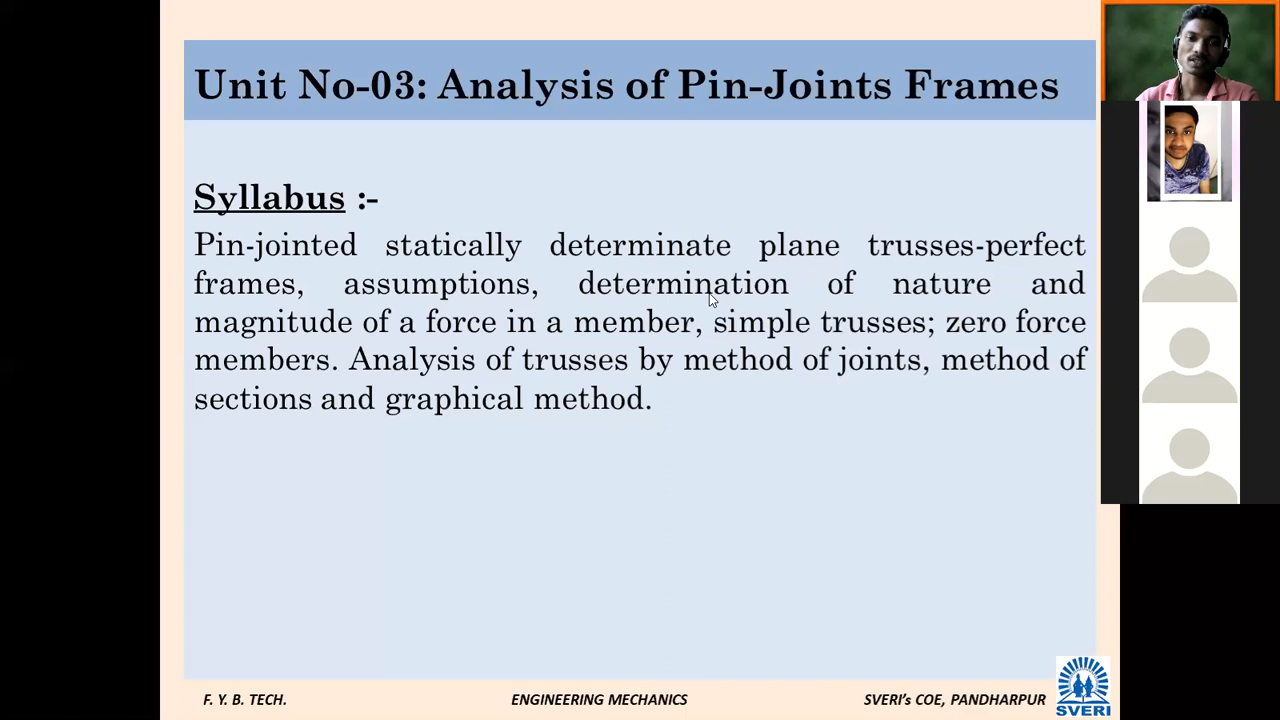 Unit No-03: Analysis of Pin-Joints Frames
Syllabus :-
Pin-jointed statically determinate plane trusses-perfect
frames, assumptions, determination of nature and
magnitude of a force in a member, simple trusses; zero force
members. Analysis of trusses by method of joints, method of
sections and graphical method.
F. Y. B. TECH.
ENGINEERING MECHANICS
SVERI's COE, PANDHARPUR
SVERI